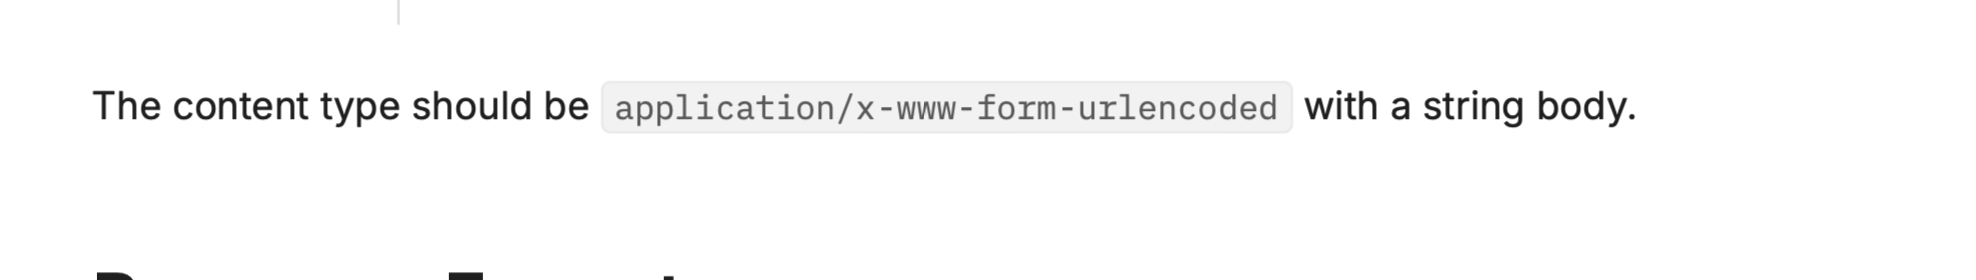 The content type should be application/x-www-form-urlencoded with a string body.